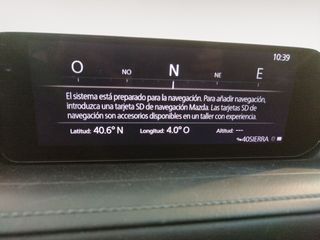 10:39
O NO N NE E
El sistema está preparado para la navegación. Para añadir navegación,
introduzca una tarjeta SD de navegación Mazda. Las tarjetas SD de
navegación son accesorios disponibles en un taller con experiencia.
Latitud: 40.6° N Longitud: 4.0° O Altitud: ---
40SIERRA